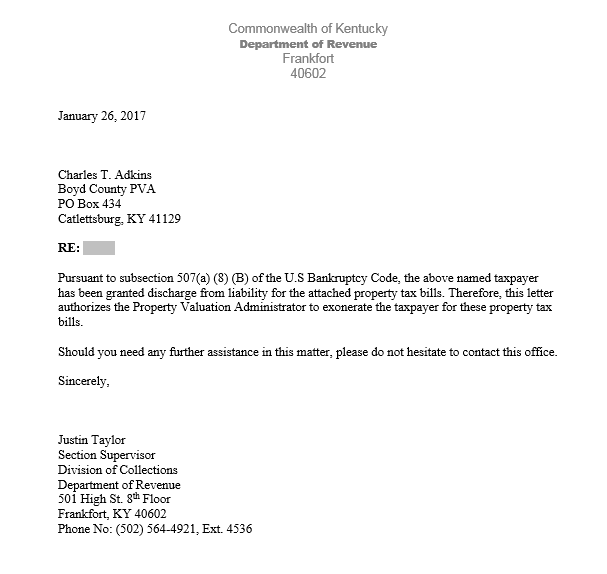 Commonwealth of Kentucky
Department of Revenue
Frankfort
40602
January 26, 2017
Charles T. Adkins
Boyd County PVA
PO Box 434
Catlettsburg, KY 41129
RE:
Pursuant to subsection 507(a) (8) (B) of the U.S Bankruptcy Code, the above named taxpayer
has been granted discharge from liability for the attached property tax bills. Therefore, this letter
authorizes the Property Valuation Administrator to exonerate the taxpayer for these property tax
bills.
Should you need any further assistance in this matter, please do not hesitate to contact this office.
Sincerely,
Justin Taylor
Section Supervisor
Division of Collections
Department of Revenue
501 High St. 8th Floor
Frankfort, KY 40602
Phone No: (502) 564-4921, Ext. 4536